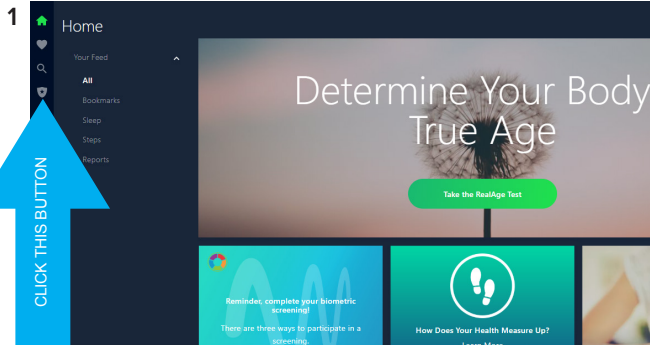 1
Home
Your Feed
All
Bookmarks
Sleep
Steps
Reports
CLICK THIS BUTTON
Determine Your Body
True Age
Take the RealAge Test
Reminder, complete your biometric
screening!
There are three ways to participate in a
screening.
How Does Your Health Measure Up?
Learn More